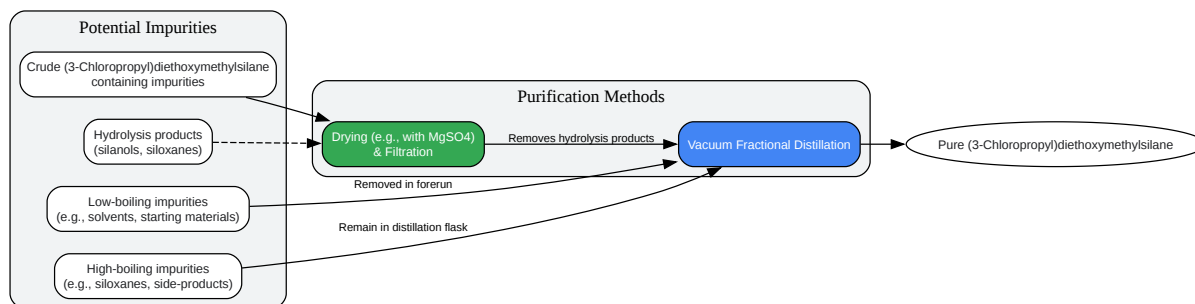 Potential Impurities
Crude (3-Chloropropyl)diethoxymethylsilane
containing impurities
Hydrolysis products
(silanols, siloxanes)
Low-boiling impurities
(e.g., solvents, starting materials)
High-boiling impurities
(e.g., siloxanes, side-products)
Purification Methods
Drying (e.g., with MgSO4)
& Filtration
Removes hydrolysis products
Vacuum Fractional Distillation
Removed in forerun
Remain in distillation flask
Pure (3-Chloropropyl)diethoxymethylsilane